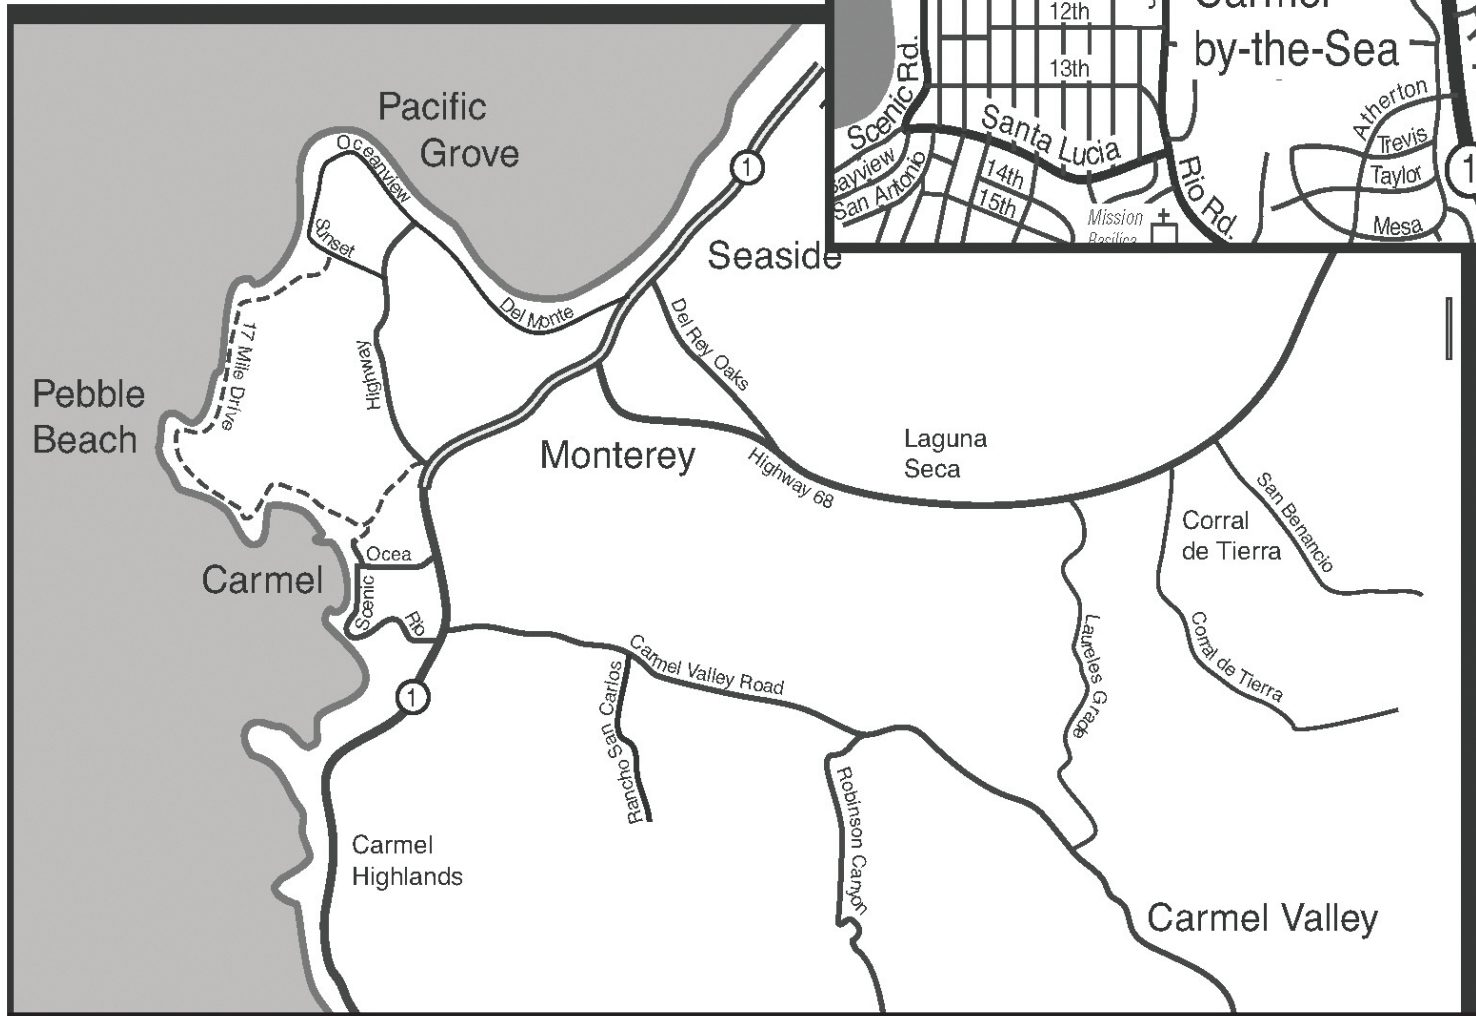 Pacific
Grove
Oceanview
Sunset
17 Mile Drive
Pebble
Beach
Highway
Del Monte
1
Seaside
Del Rey Oaks
Monterey
Highway 68
Laguna
Seca
Corral
de Tierra
San Benancio
Corral de Tierra
Laureles Grade
Carmel
Ocea
Scenic
Rio
1
Carmel Valley Road
Rancho San Carlos
Robinson Canyon
Carmel
Highlands
Carmel Valley
Carmel
by-the-Sea
12th
13th
Scenic Rd.
Santa Lucia
Bayview
San Antonio
14th
15th
Mission
Basilica
Rio Rd.
Atherton
Trevis
Taylor
Mesa
1